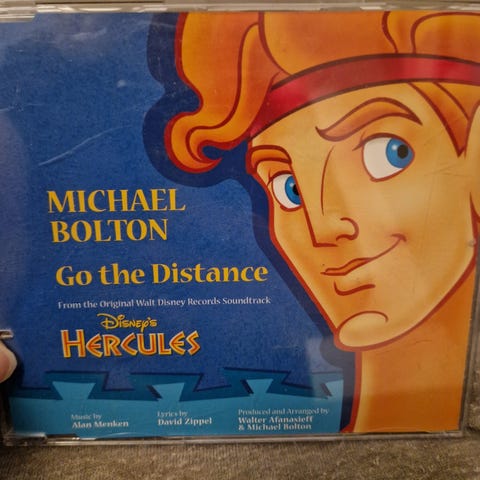 MICHAEL
BOLTON
Go the Distance
From the Original Walt Disney Records Soundtrack
DISNEY'S
HERCULES
Music by
Alan Menken
Lyrics by
David Zippel
Produced and Arranged by
Walter Afanasieff
& Michael Bolton